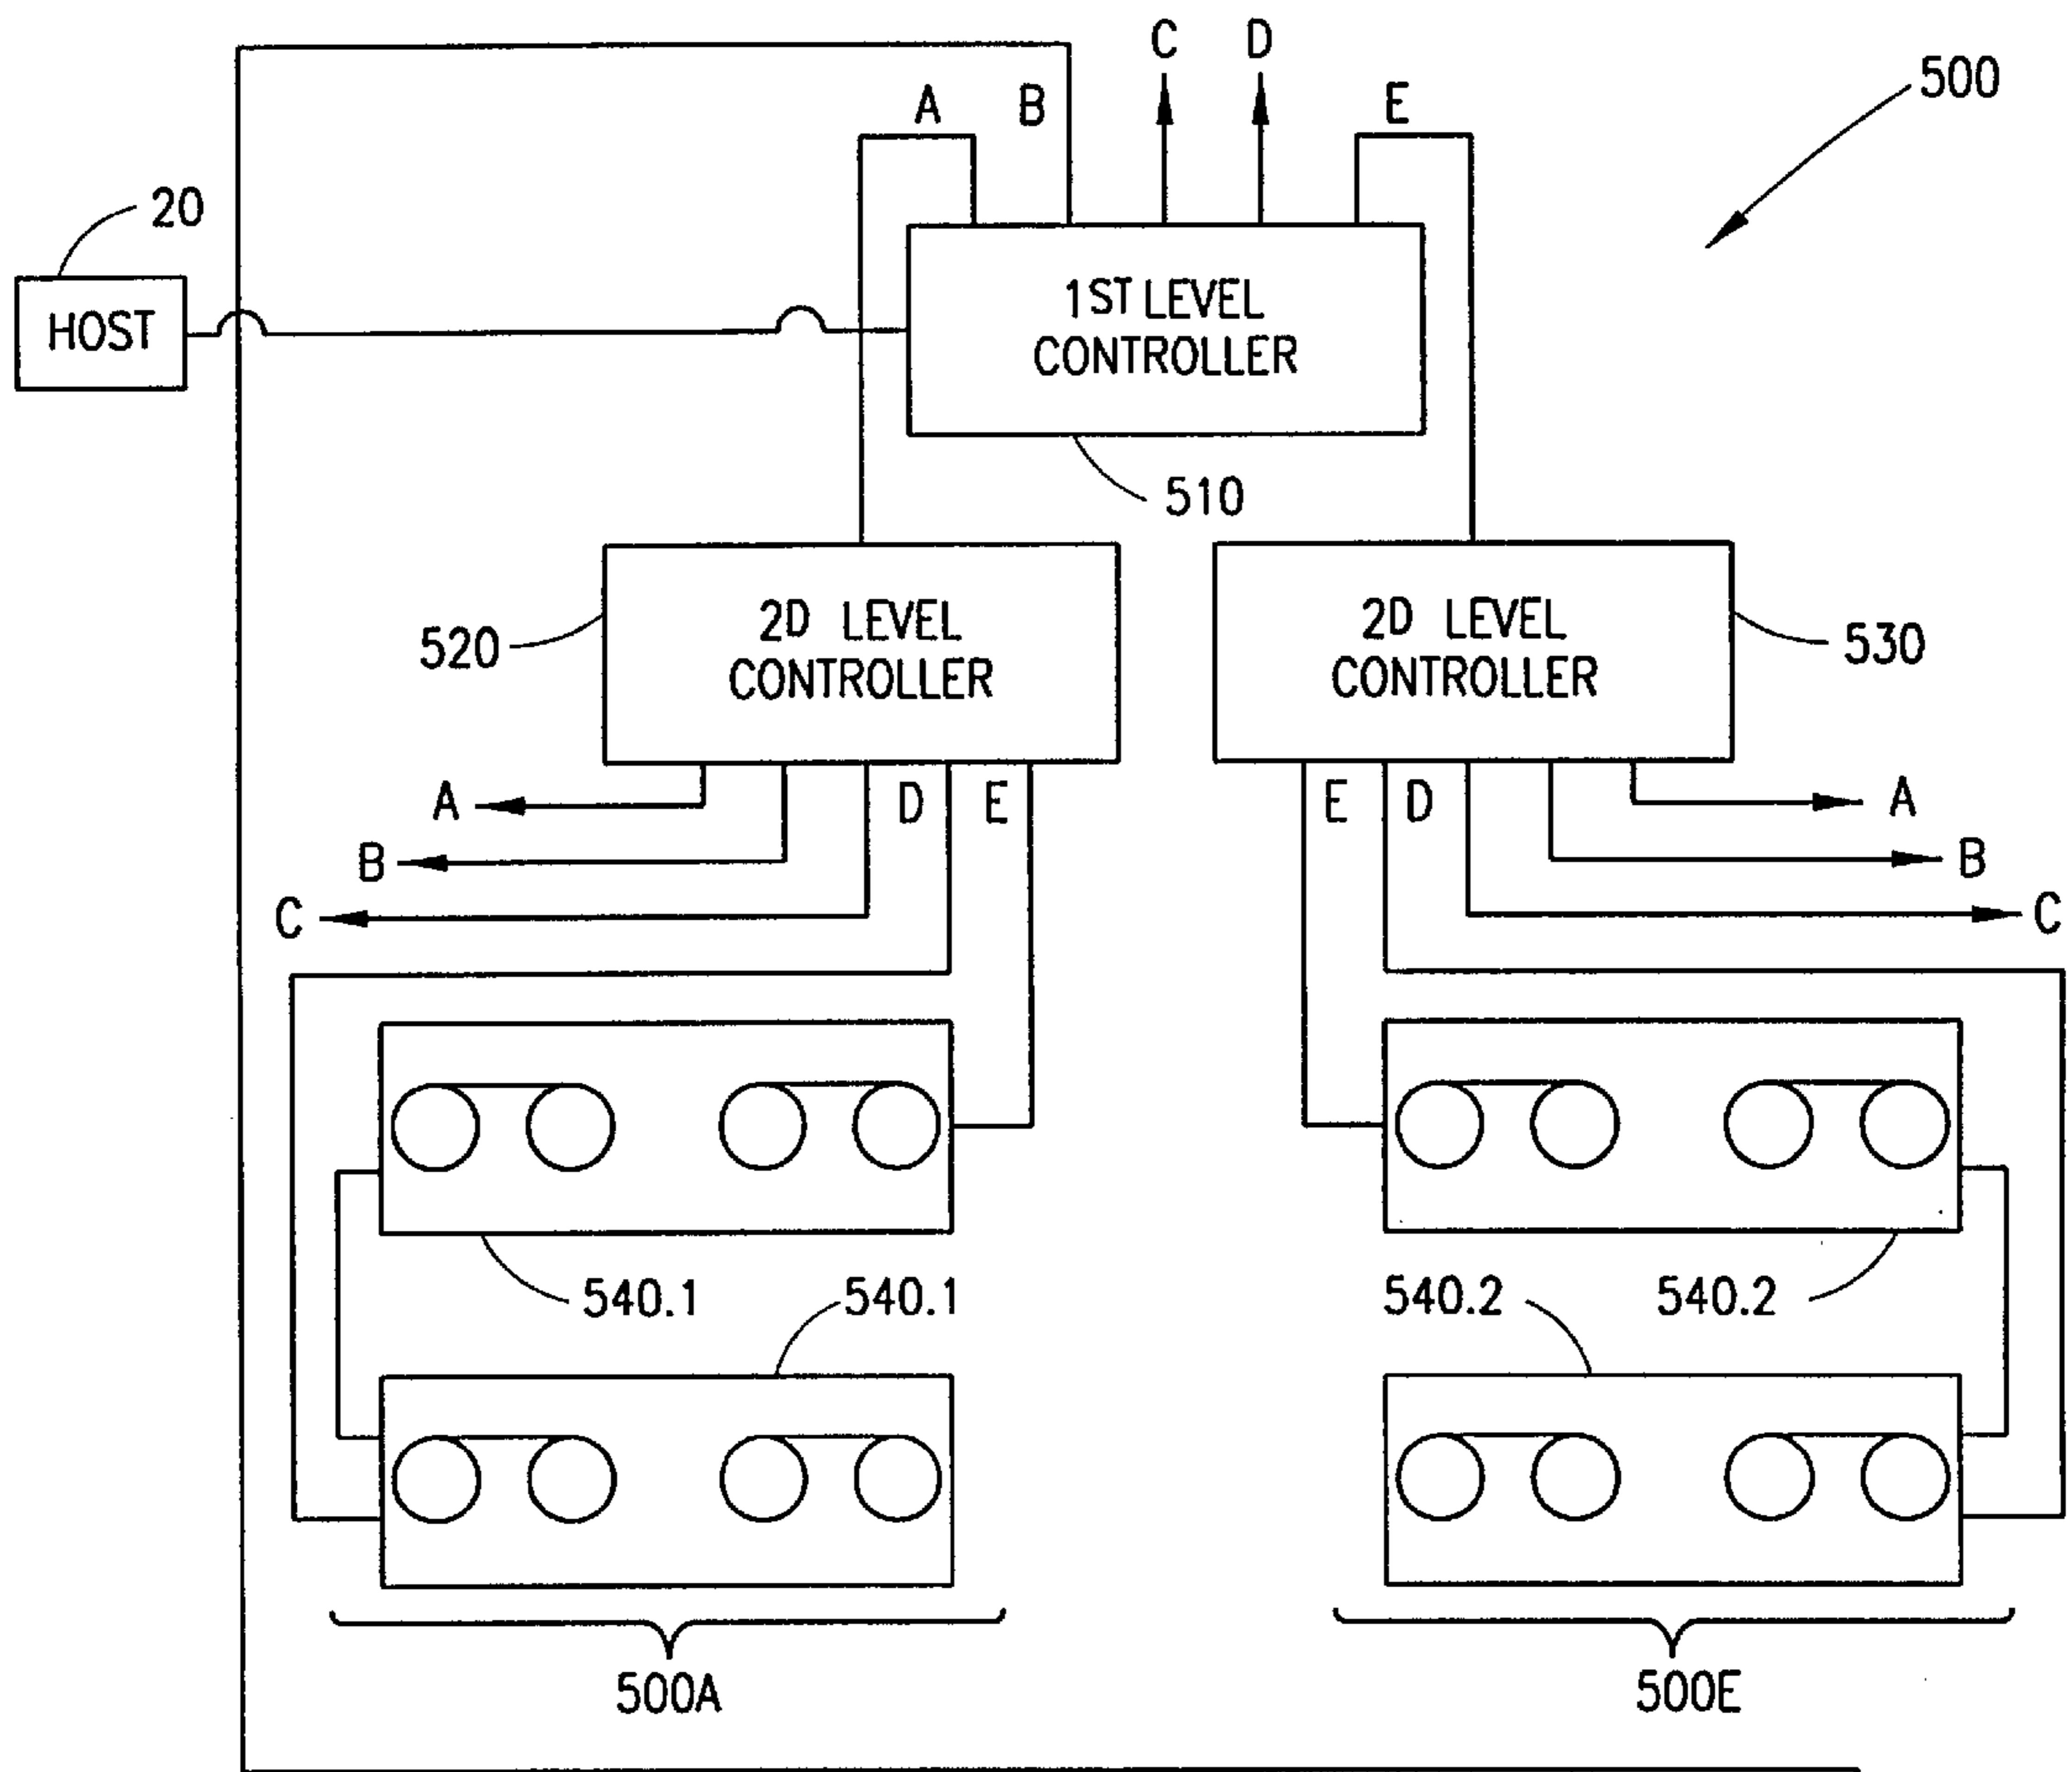 C D
A B E
500
20
HOST
1ST LEVEL
CONTROLLER
510
2D LEVEL
CONTROLLER
520
2D LEVEL
CONTROLLER
530
A D E
B
C
E D A
B
C
540.1 540.1
540.2 540.2
500A
500E